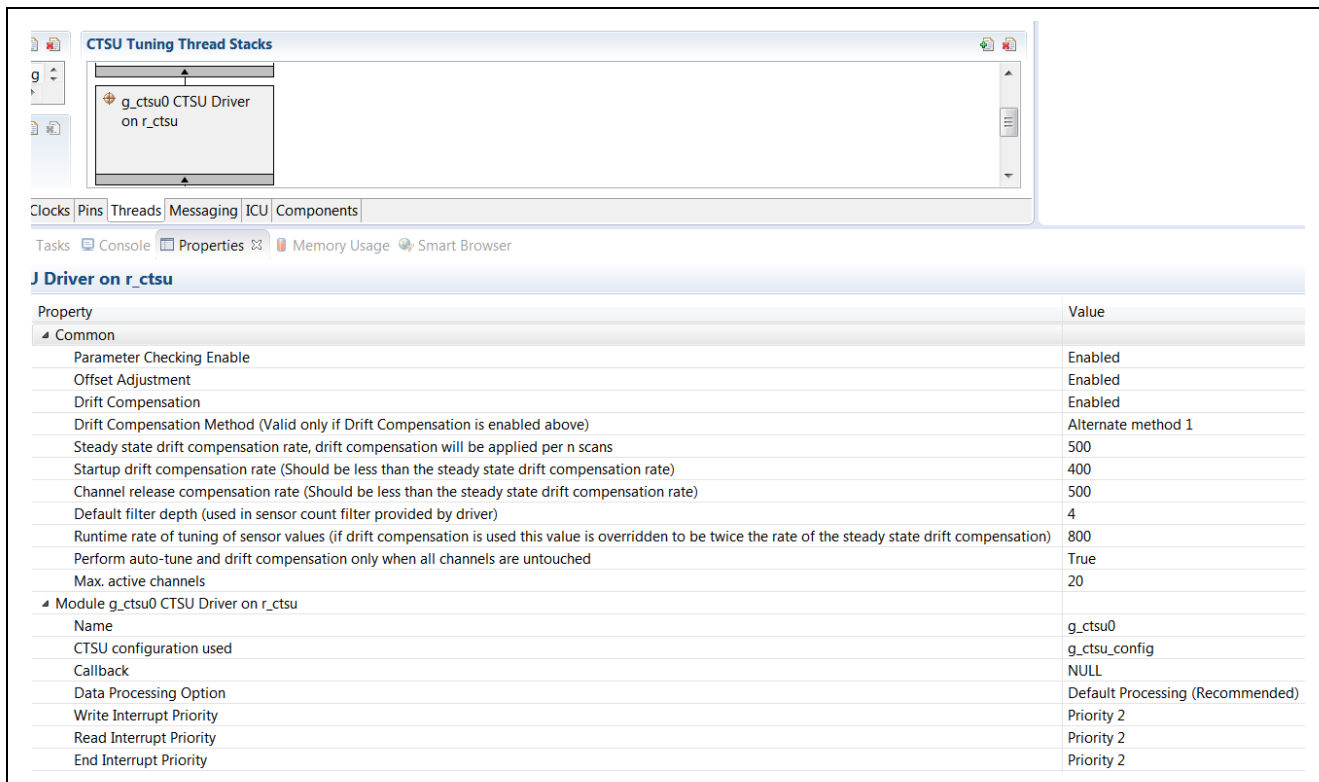 CTSU Tuning Thread Stacks
g
g_ctsu0 CTSU Driver
on r_ctsu
Clocks Pins Threads Messaging ICU Components
Tasks Console Properties Memory Usage Smart Browser
J Driver on r_ctsu
Property Value
Common
Parameter Checking Enable Enabled
Offset Adjustment Enabled
Drift Compensation Enabled
Drift Compensation Method (Valid only if Drift Compensation is enabled above) Alternate method 1
Steady state drift compensation rate, drift compensation will be applied per n scans 500
Startup drift compensation rate (Should be less than the steady state drift compensation rate) 400
Channel release compensation rate (Should be less than the steady state drift compensation rate) 500
Default filter depth (used in sensor count filter provided by driver) 4
Runtime rate of tuning of sensor values (if drift compensation is used this value is overridden to be twice the rate of the steady state drift compensation) 800
Perform auto-tune and drift compensation only when all channels are untouched True
Max. active channels 20
Module g_ctsu0 CTSU Driver on r_ctsu
Name g_ctsu0
CTSU configuration used g_ctsu_config
Callback NULL
Data Processing Option Default Processing (Recommended)
Write Interrupt Priority Priority 2
Read Interrupt Priority Priority 2
End Interrupt Priority Priority 2